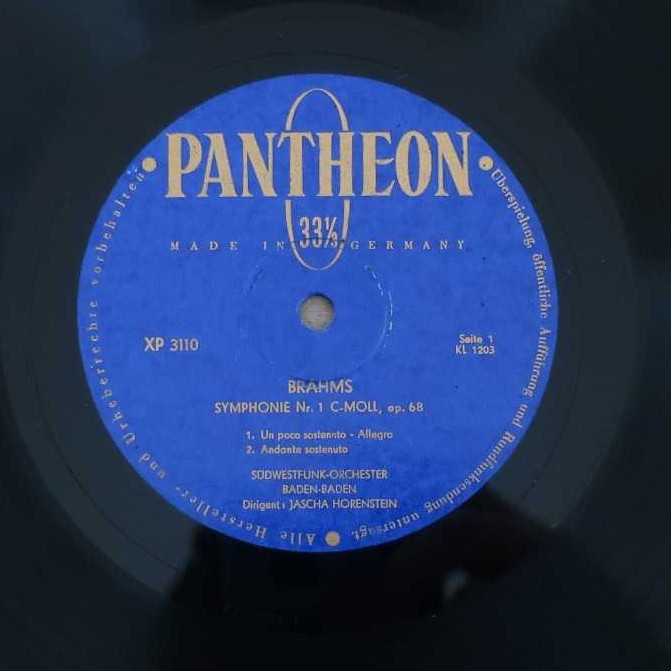 PANTHEON
33⅓
MADE IN GERMANY
XP 3110
Seite 1
KL 1203
BRAHMS
SYMPHONIE Nr. 1 C-MOLL, op. 68
1. Un poco sostenuto - Allegro
2. Andante sostenuto
SÜDWESTFUNK-ORCHESTER
BADEN-BADEN
Dirigent: JASCHA HORENSTEIN
• Alle Hersteller- und Urheberrechte vorbehalten •
• Überspielung, öffentliche Aufführung und Rundfunksendung untersagt.